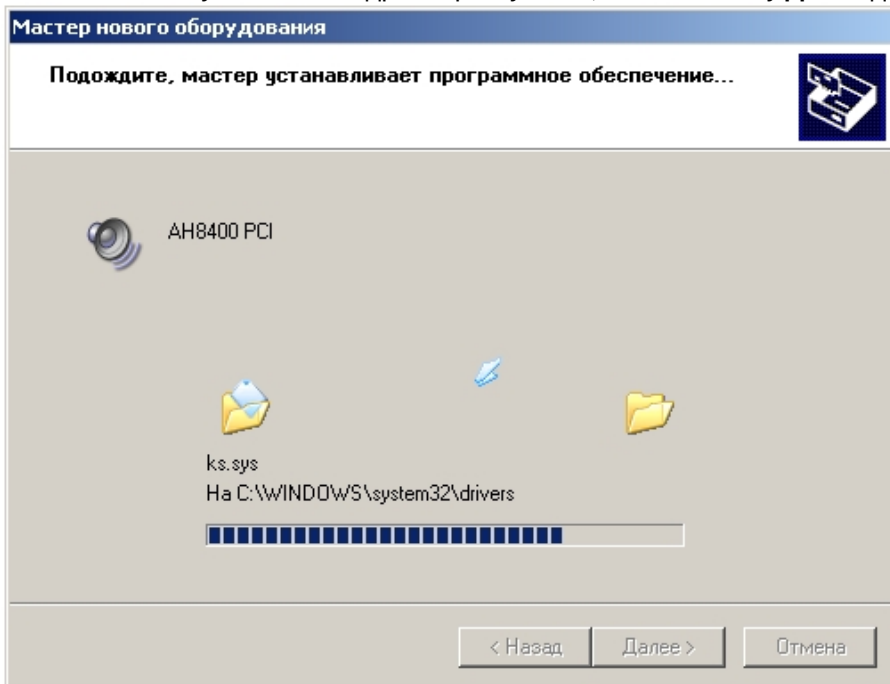 Мастер нового оборудования
Подождите, мастер устанавливает программное обеспечение...
AH8400 PCI
ks.sys
На C:\WINDOWS\system32\drivers
< Назад
Далее >
Отмена